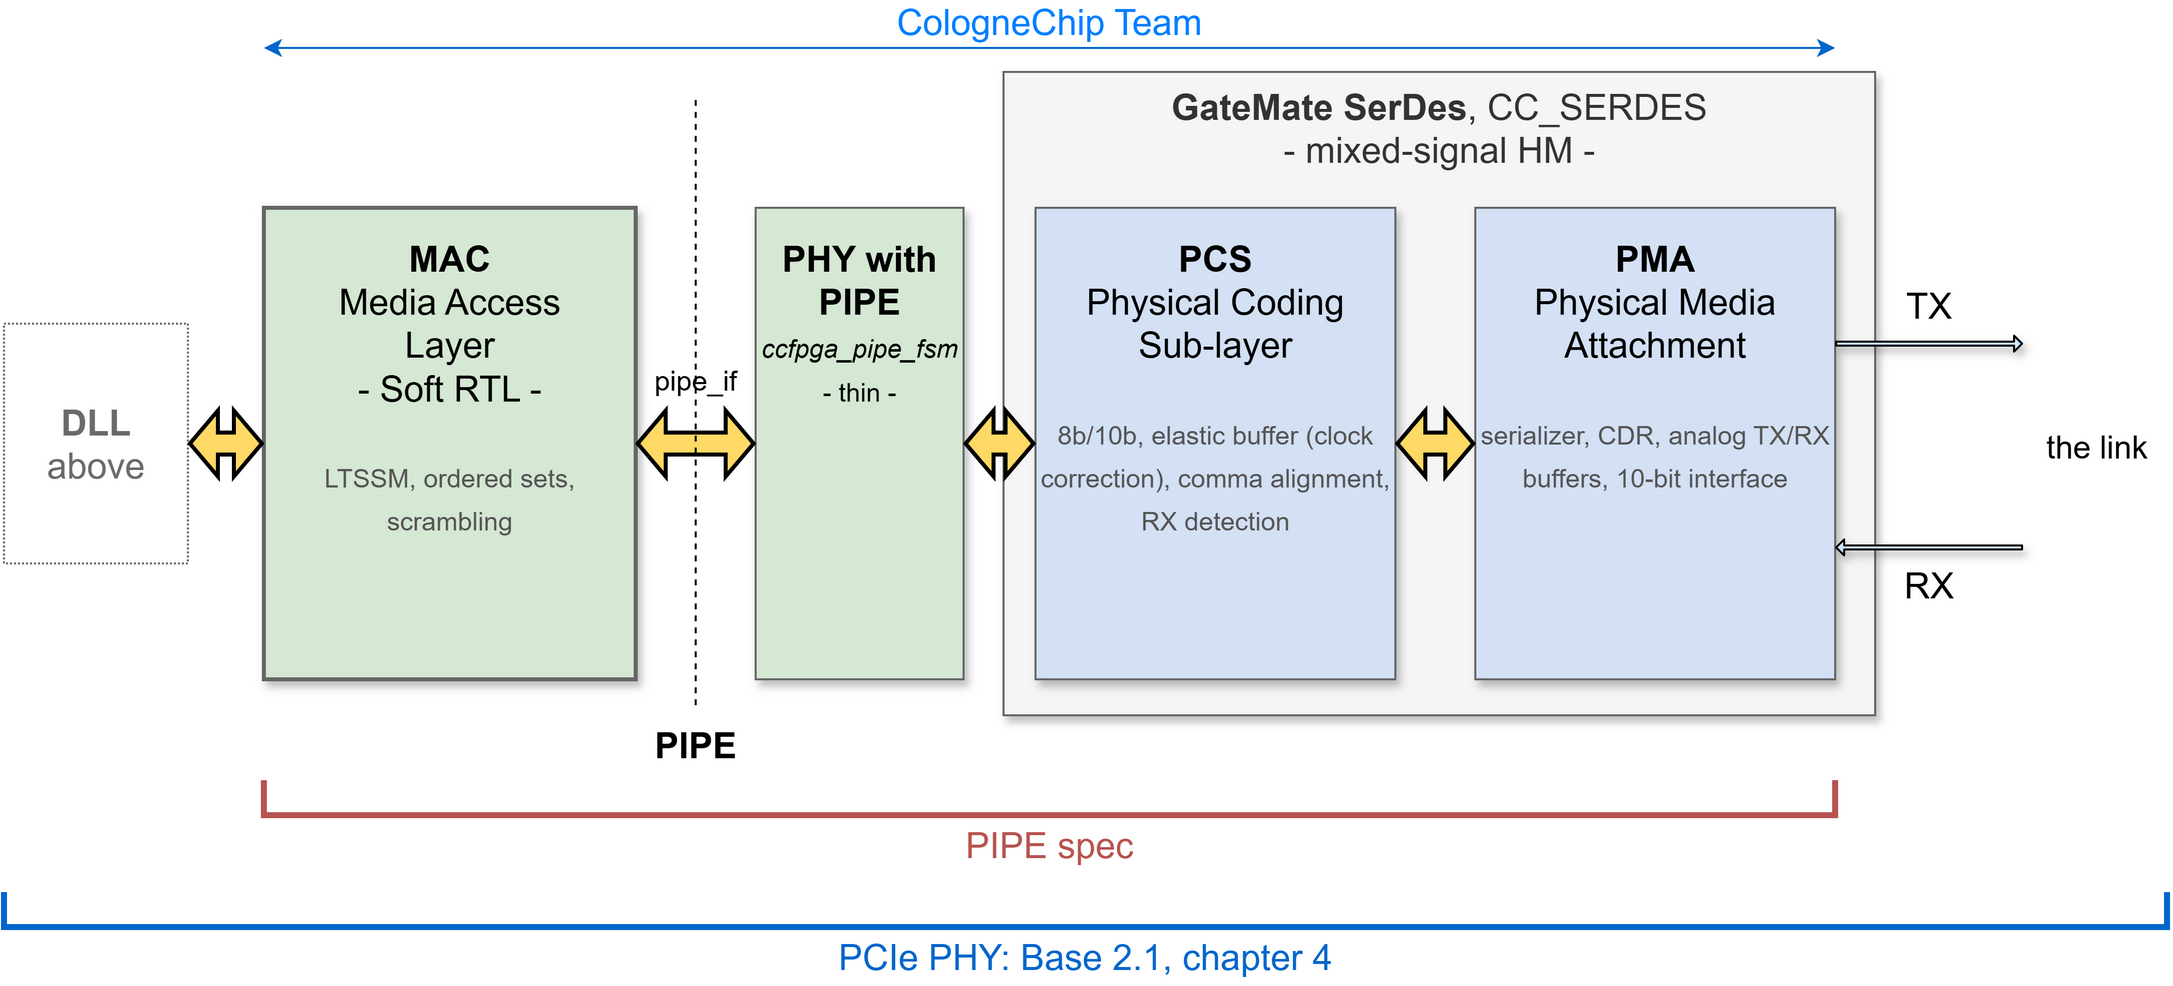 CologneChip Team
GateMate SerDes, CC_SERDES
- mixed-signal HM -
DLL
above
MAC
Media Access
Layer
- Soft RTL -
LTSSM, ordered sets,
scrambling
pipe_if
PIPE
PHY with
PIPE
ccfpga_pipe_fsm
- thin -
PCS
Physical Coding
Sub-layer
8b/10b, elastic buffer (clock
correction), comma alignment,
RX detection
PMA
Physical Media
Attachment
serializer, CDR, analog TX/RX
buffers, 10-bit interface
TX
the link
RX
PIPE spec
PCIe PHY: Base 2.1, chapter 4